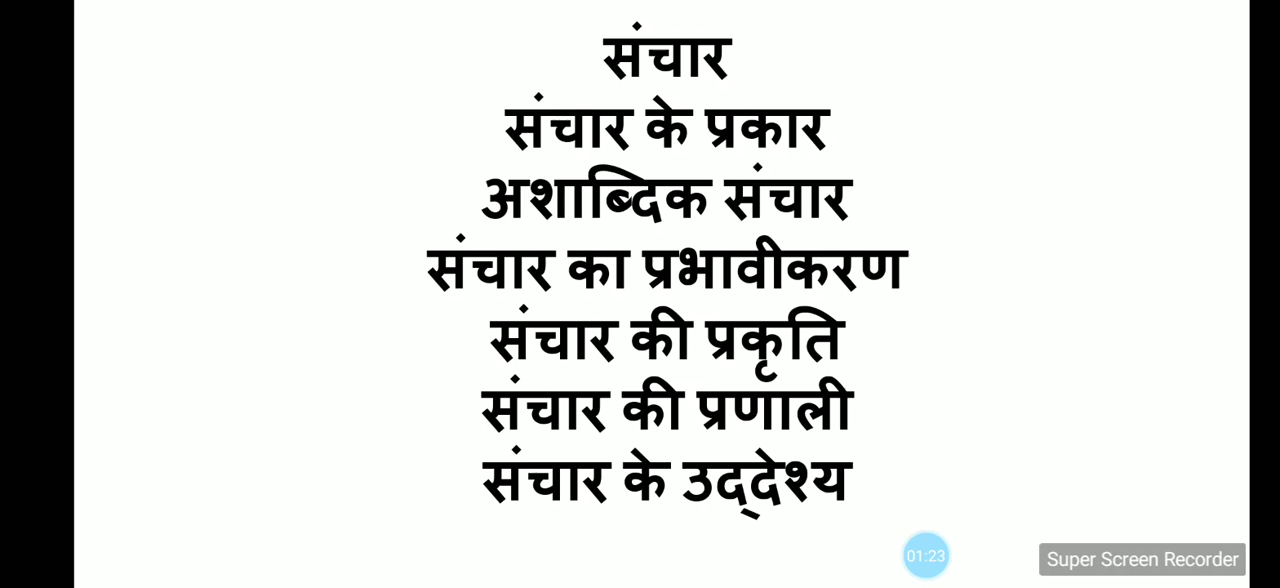 संचार
संचार के प्रकार
अशाब्दिक संचार
संचार का प्रभावीकरण
संचार की प्रकृति
संचार की प्रणाली
संचार के उद्देश्य
01:23
Super Screen Recorder